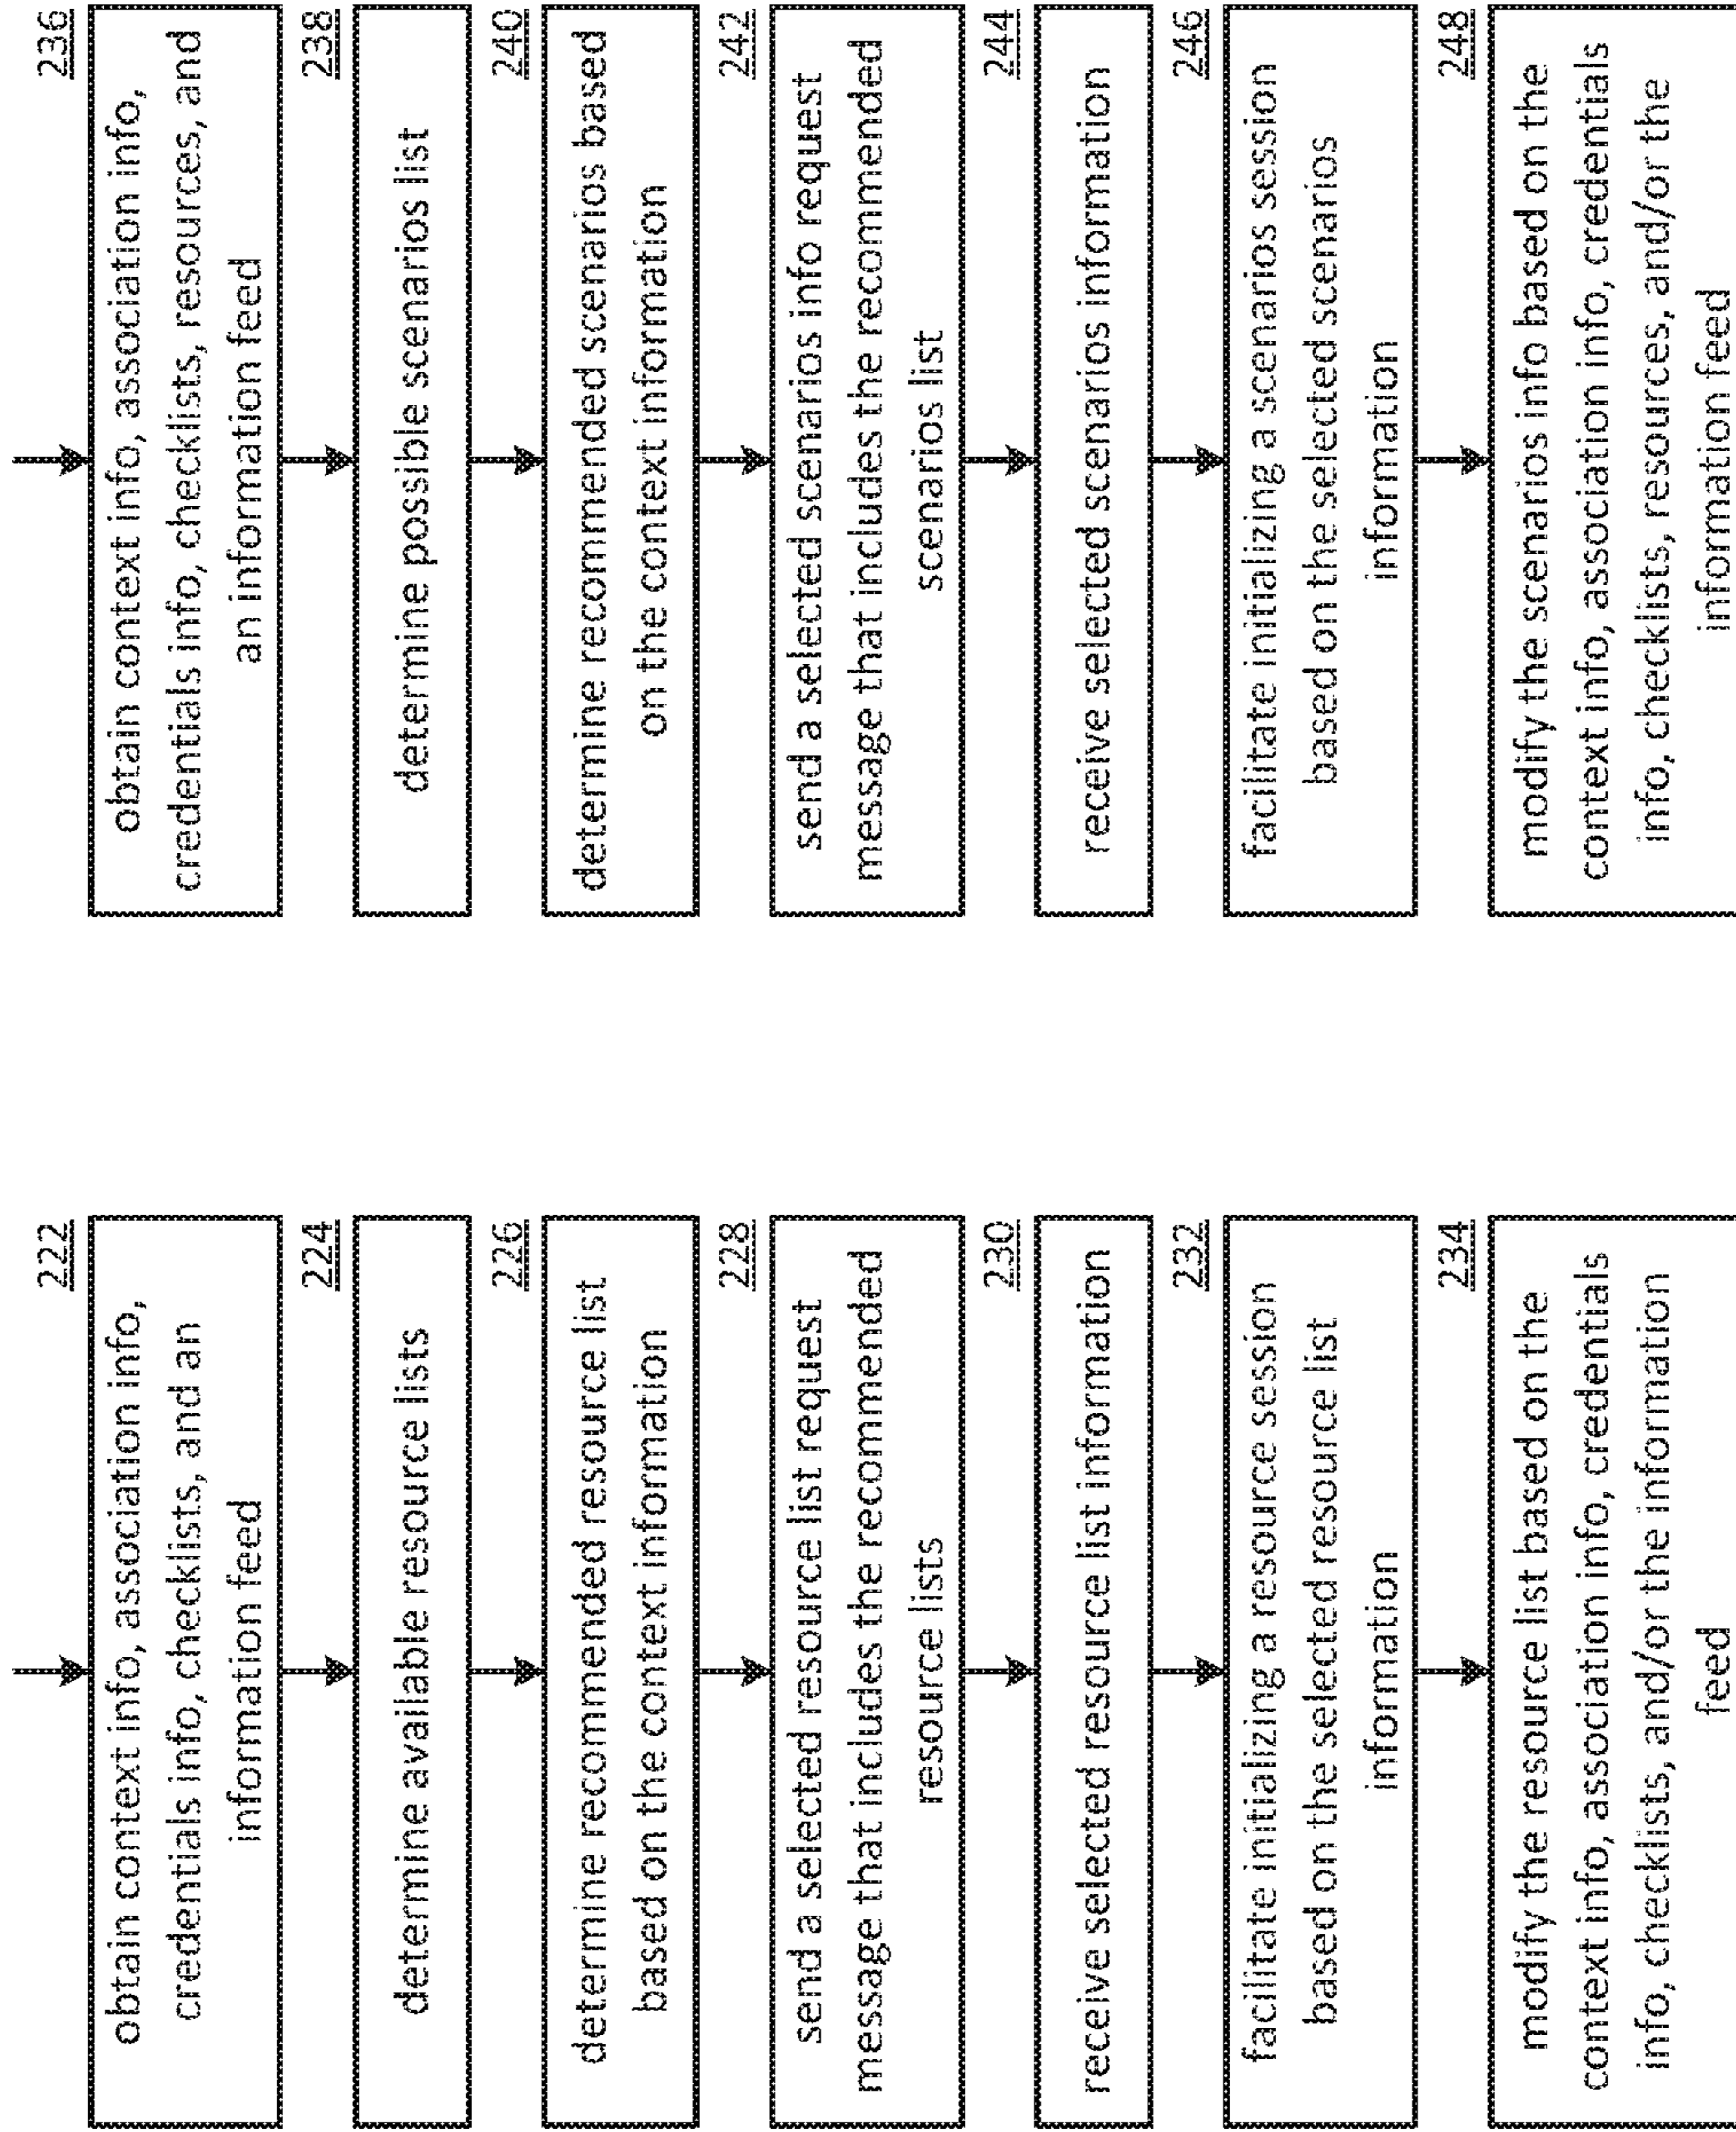 222
obtain context info, association info,
credentials info, checklists, and an
information feed
224
determine available resource lists
226
determine recommended resource list
based on the context information
228
send a selected resource list request
message that includes the recommended
resource lists
230
receive selected resource list information
232
facilitate initializing a resource session
based on the selected resource list
information
234
modify the resource list based on the
context info, association info, credentials
info, checklists, and/or the information
feed
236
obtain context info, association info,
credentials info, checklists, resources, and
an information feed
238
determine possible scenarios list
240
determine recommended scenarios based
on the context information
242
send a selected scenarios info request
message that includes the recommended
scenarios list
244
receive selected scenarios information
246
facilitate initializing a scenarios session
based on the selected scenarios
information
248
modify the scenarios info based on the
context info, association info, credentials
info, checklists, resources, and/or the
information feed